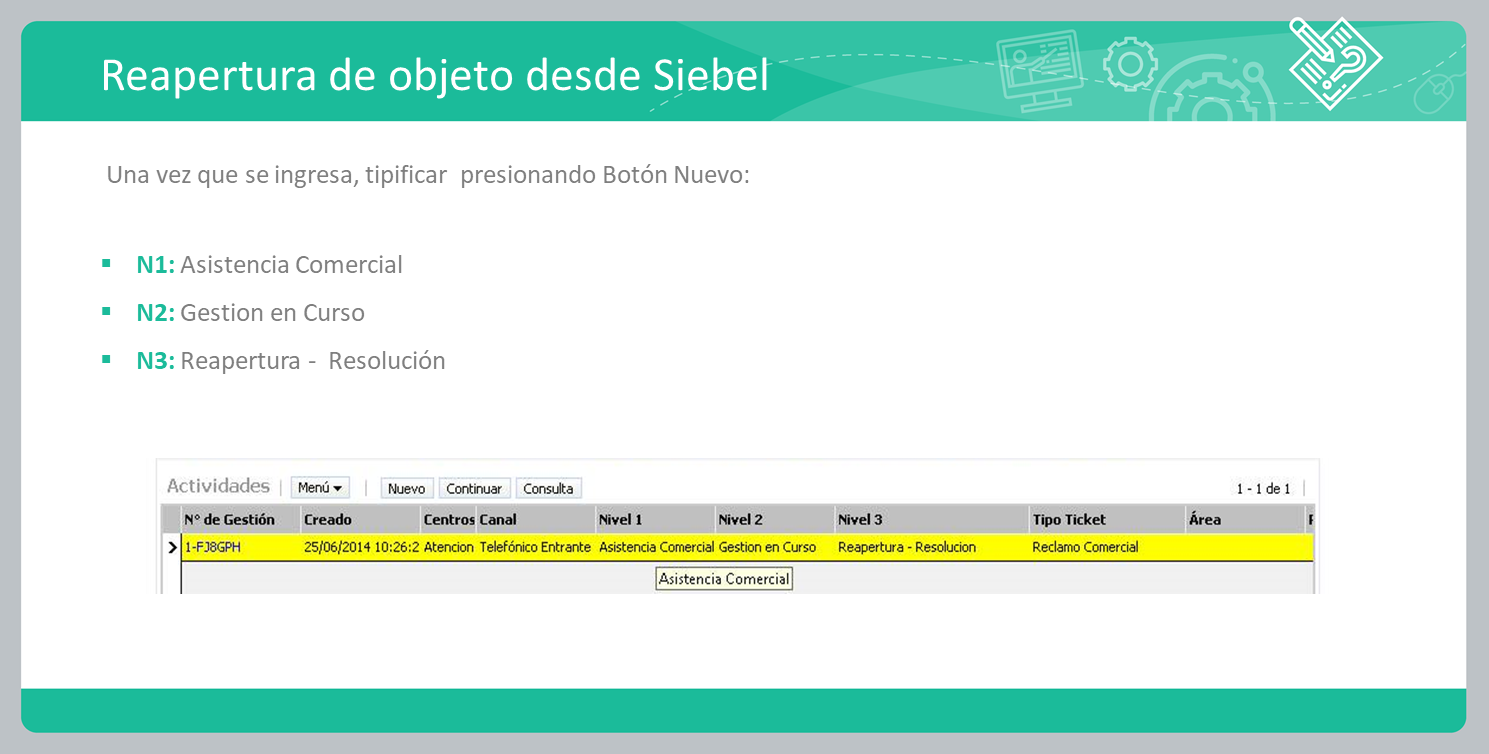 Reapertura de objeto desde Siebel
Una vez que se ingresa, tipificar  presionando Botón Nuevo:
▪ N1: Asistencia Comercial
▪ N2: Gestion en Curso
▪ N3: Reapertura -  Resolución
Actividades | Menú | Nuevo Continuar Consulta 1 - 1 de 1 |
N° de Gestión Creado Centros Canal Nivel 1 Nivel 2 Nivel 3 Tipo Ticket Área
1-FJ8GPH 25/06/2014 10:26:2 Atencion Telefónico Entrante Asistencia Comercial Gestion en Curso Reapertura - Resolucion Reclamo Comercial
Asistencia Comercial